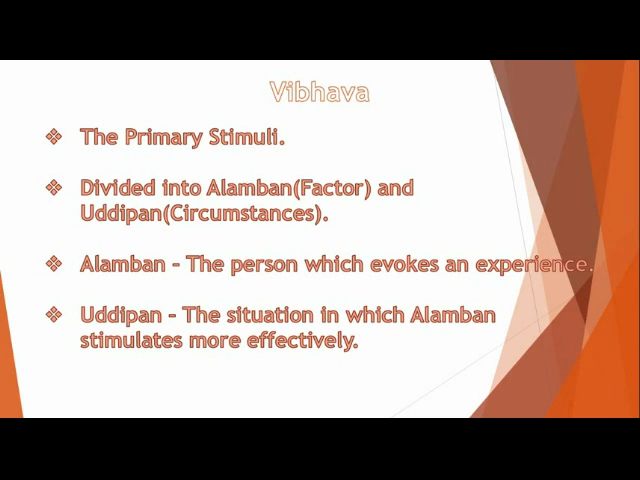 Vibhava
❖ The Primary Stimuli.
❖ Divided into Alamban(Factor) and
Uddipan(Circumstances).
❖ Alamban - The person which evokes an experience.
❖ Uddipan - The situation in which Alamban
stimulates more effectively.